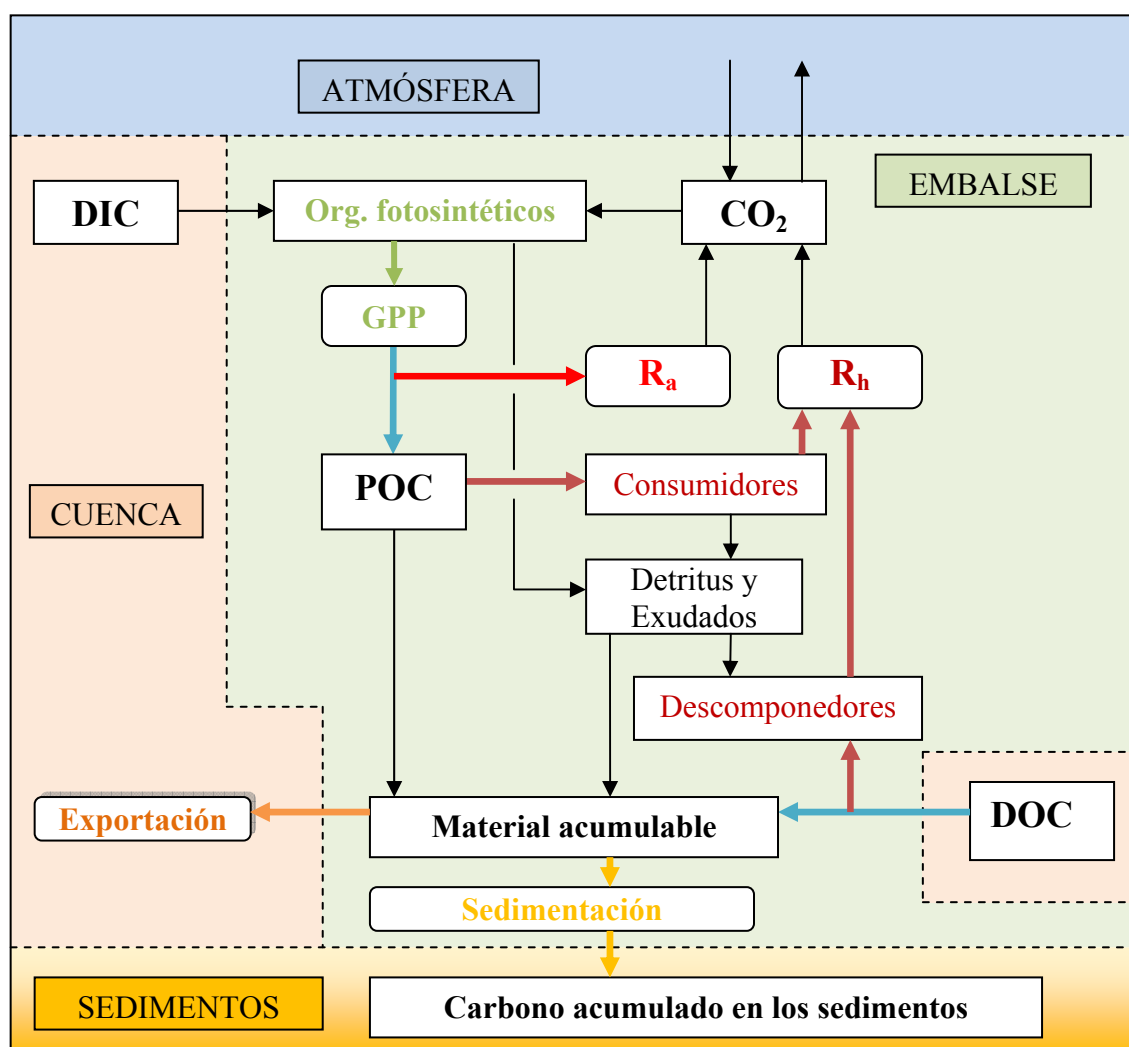 ATMÓSFERA
EMBALSE
DIC
Org. fotosintéticos
CO₂
GPP
Rₐ
Rₕ
POC
Consumidores
CUENCA
Detritus y
Exudados
Descomponedores
Exportación
Material acumulable
DOC
Sedimentación
SEDIMENTOS
Carbono acumulado en los sedimentos